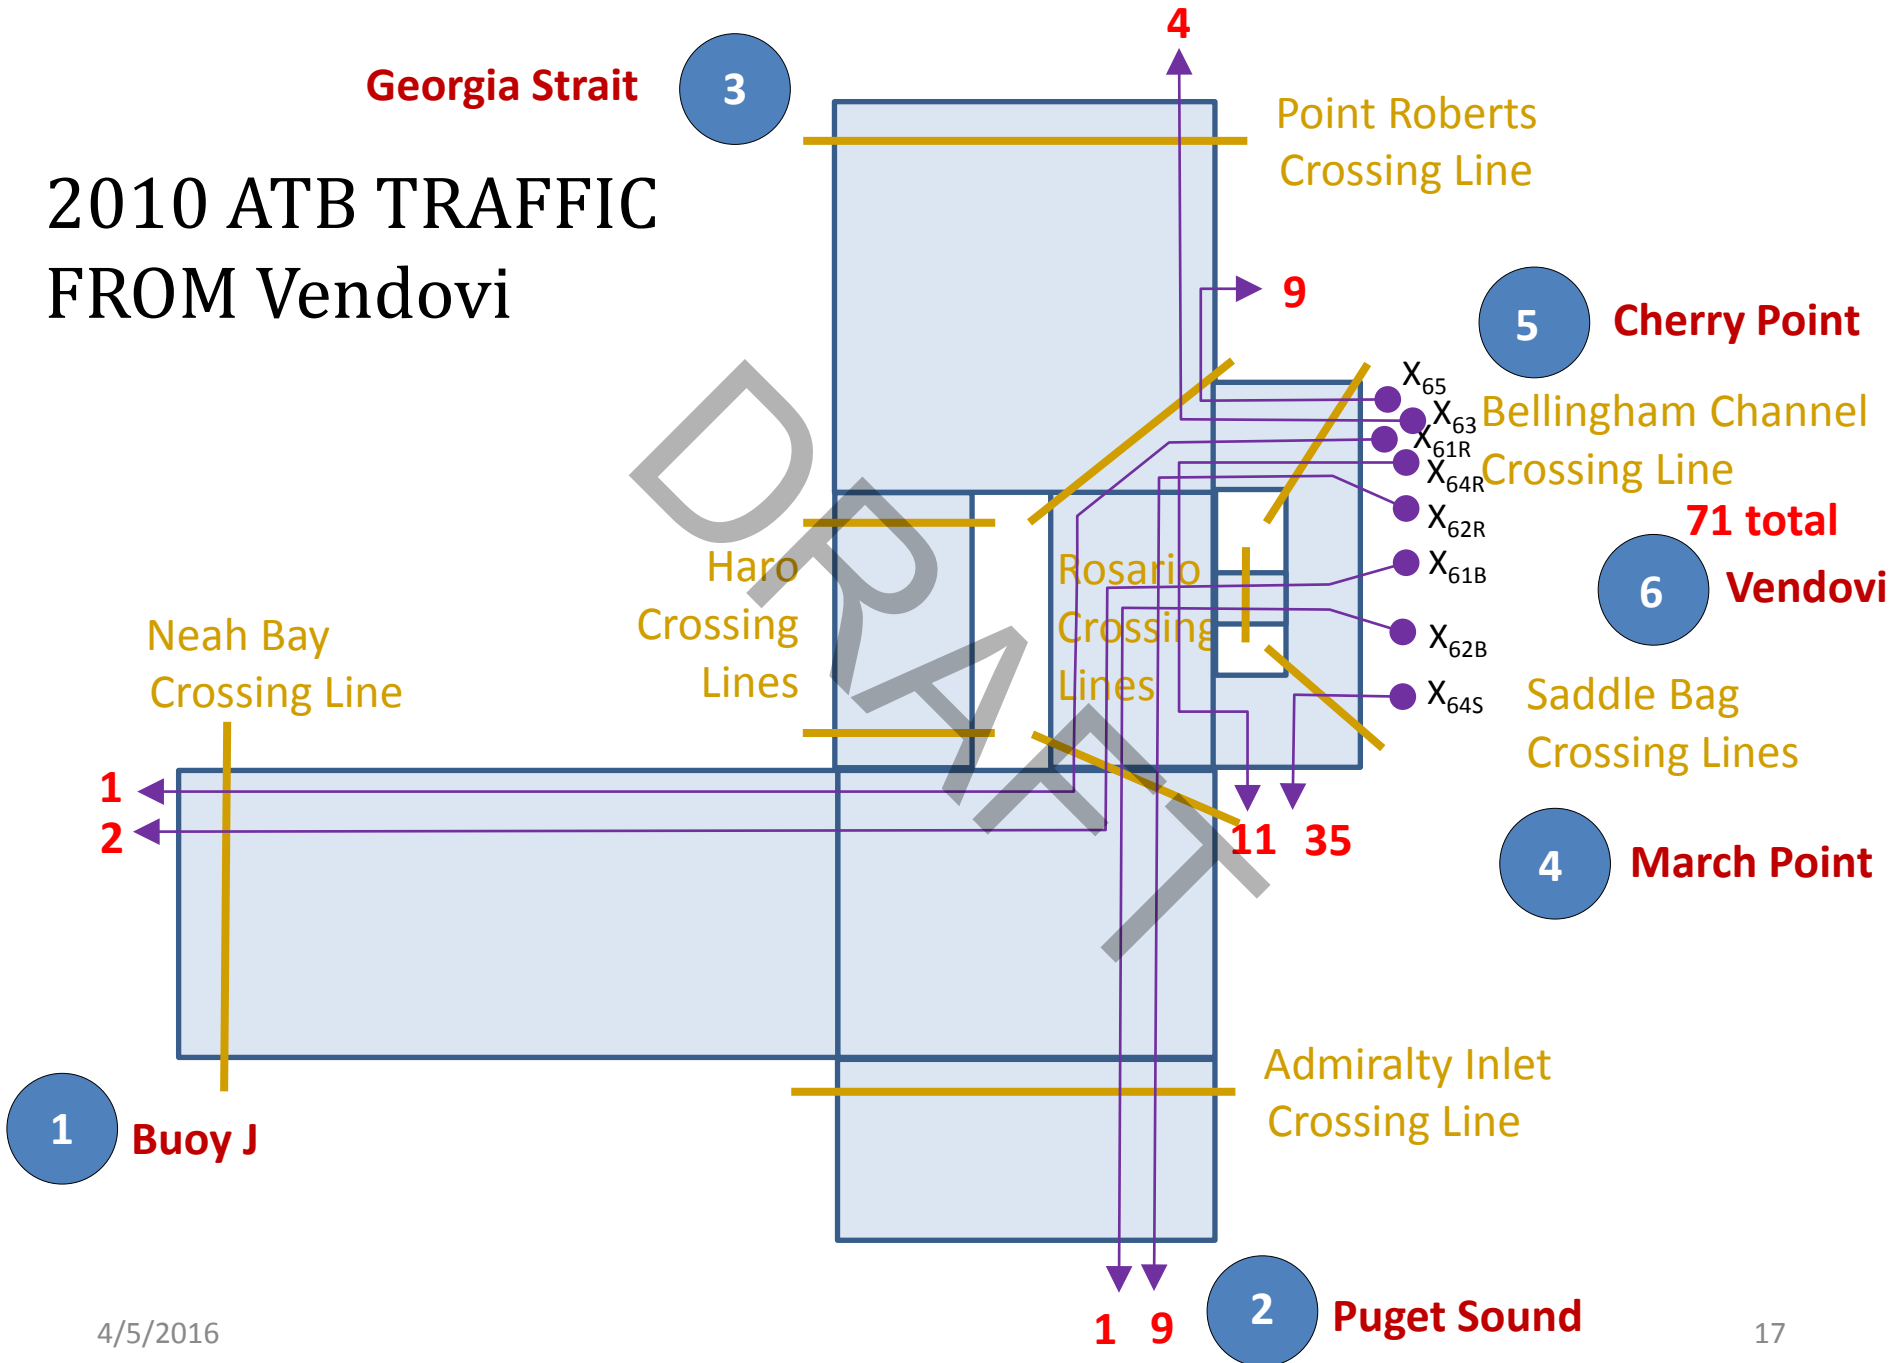 4
Georgia Strait
3
Point Roberts
Crossing Line
2010 ATB TRAFFIC
FROM Vendovi
9
5
Cherry Point
X65
X63
Bellingham Channel
X61R
Crossing Line
X64R
71 total
X62R
Haro
Crossing
Lines
Rosario
Crossing
Lines
X61B
6
Vendovi
X62B
Neah Bay
Crossing Line
X64S
Saddle Bag
Crossing Lines
DRAFT
1
2
11
35
4
March Point
Admiralty Inlet
Crossing Line
1
Buoy J
1
9
2
Puget Sound
4/5/2016
17